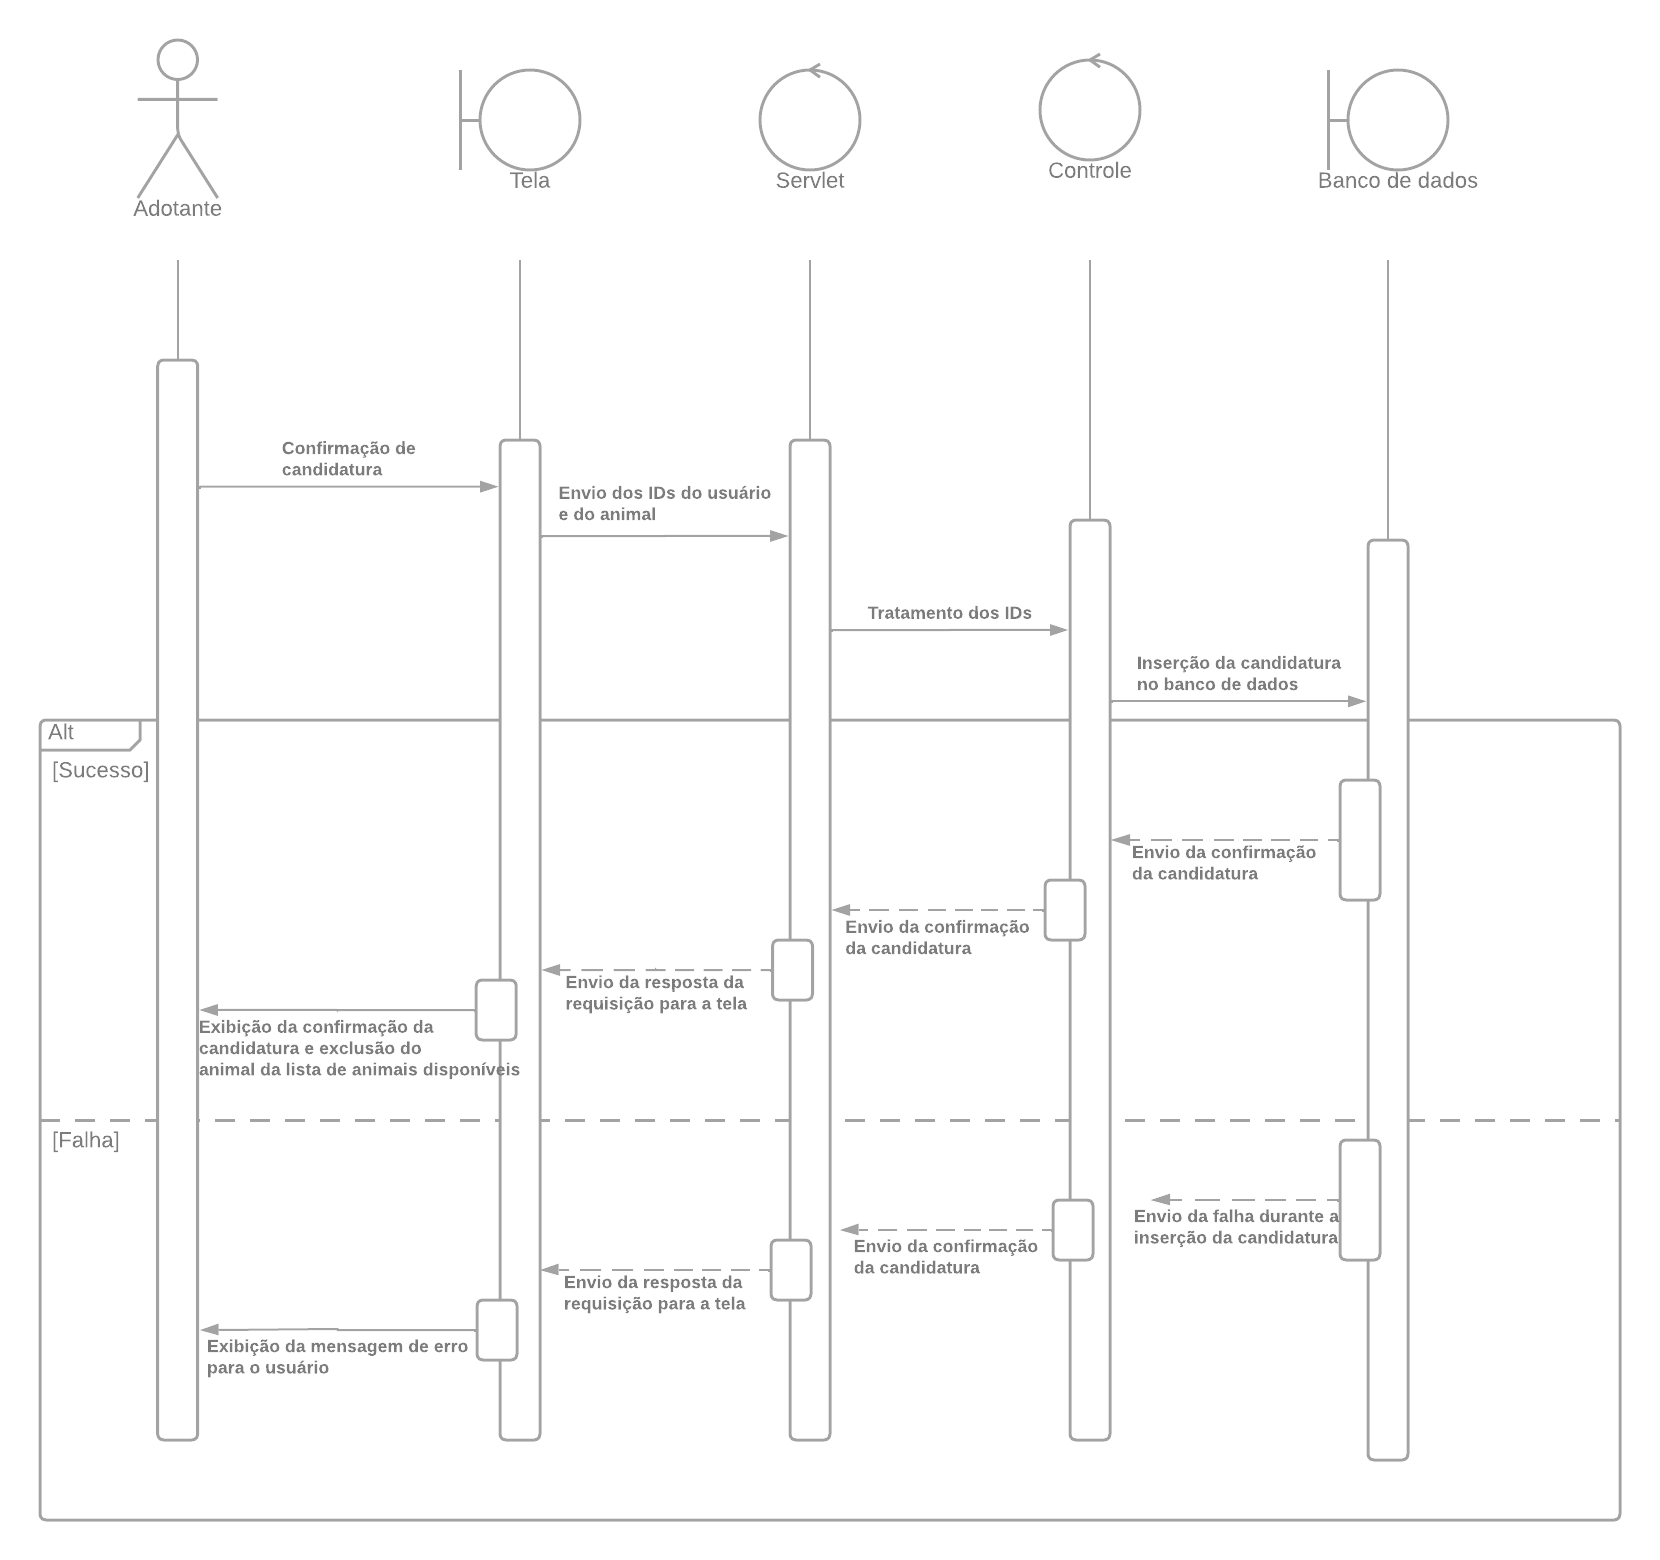 Adotante
Tela
Servlet
Controle
Banco de dados
Confirmação de
candidatura
Envio dos IDs do usuário
e do animal
Tratamento dos IDs
Inserção da candidatura
no banco de dados
Alt
[Sucesso]
Envio da confirmação
da candidatura
Envio da confirmação
da candidatura
Envio da resposta da
requisição para a tela
Exibição da confirmação da
candidatura e exclusão do
animal da lista de animais disponíveis
[Falha]
Envio da falha durante a
inserção da candidatura
Envio da confirmação
da candidatura
Envio da resposta da
requisição para a tela
Exibição da mensagem de erro
para o usuário